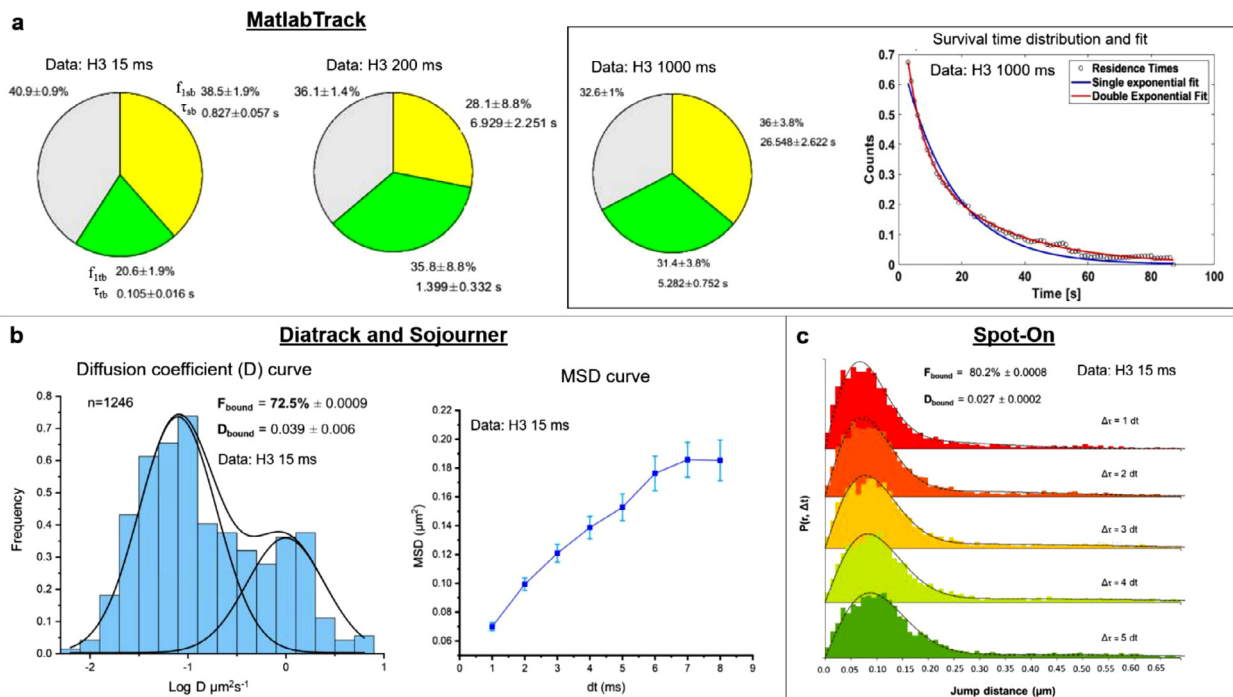 a
MatlabTrack
Data: H3 15 ms
40.9±0.9%
f1sb 38.5±1.9%
τsb 0.827±0.057 s
f1tb 20.6±1.9%
τtb 0.105±0.016 s
Data: H3 200 ms
36.1±1.4%
28.1±8.8%
6.929±2.251 s
35.8±8.8%
1.399±0.332 s
Data: H3 1000 ms
32.6±1%
36±3.8%
26.548±2.622 s
31.4±3.8%
5.282±0.752 s
Survival time distribution and fit
Data: H3 1000 ms
Residence Times
Single exponential fit
Double Exponential Fit
Counts
0.7
0.6
0.5
0.4
0.3
0.2
0.1
0
0 20 40 60 80 100
Time [s]
b
Diatrack and Sojourner
Diffusion coefficient (D) curve
n=1246
Fbound = 72.5% ± 0.0009
Dbound = 0.039 ± 0.006
Data: H3 15 ms
Frequency
0.8
0.7
0.6
0.5
0.4
0.3
0.2
0.1
0.0
-2 -1 0 1
Log D µm²s⁻¹
MSD curve
Data: H3 15 ms
MSD (µm²)
0.22
0.20
0.18
0.16
0.14
0.12
0.10
0.08
0.06
0 1 2 3 4 5 6 7 8 9
dt (ms)
c
Spot-On
Fbound = 80.2% ± 0.0008
Dbound = 0.027 ± 0.0002
Data: H3 15 ms
P(r, Δt)
Δτ = 1 dt
Δτ = 2 dt
Δτ = 3 dt
Δτ = 4 dt
Δτ = 5 dt
0.0 0.05 0.10 0.15 0.20 0.25 0.30 0.35 0.40 0.45 0.50 0.55 0.60 0.65
Jump distance (µm)